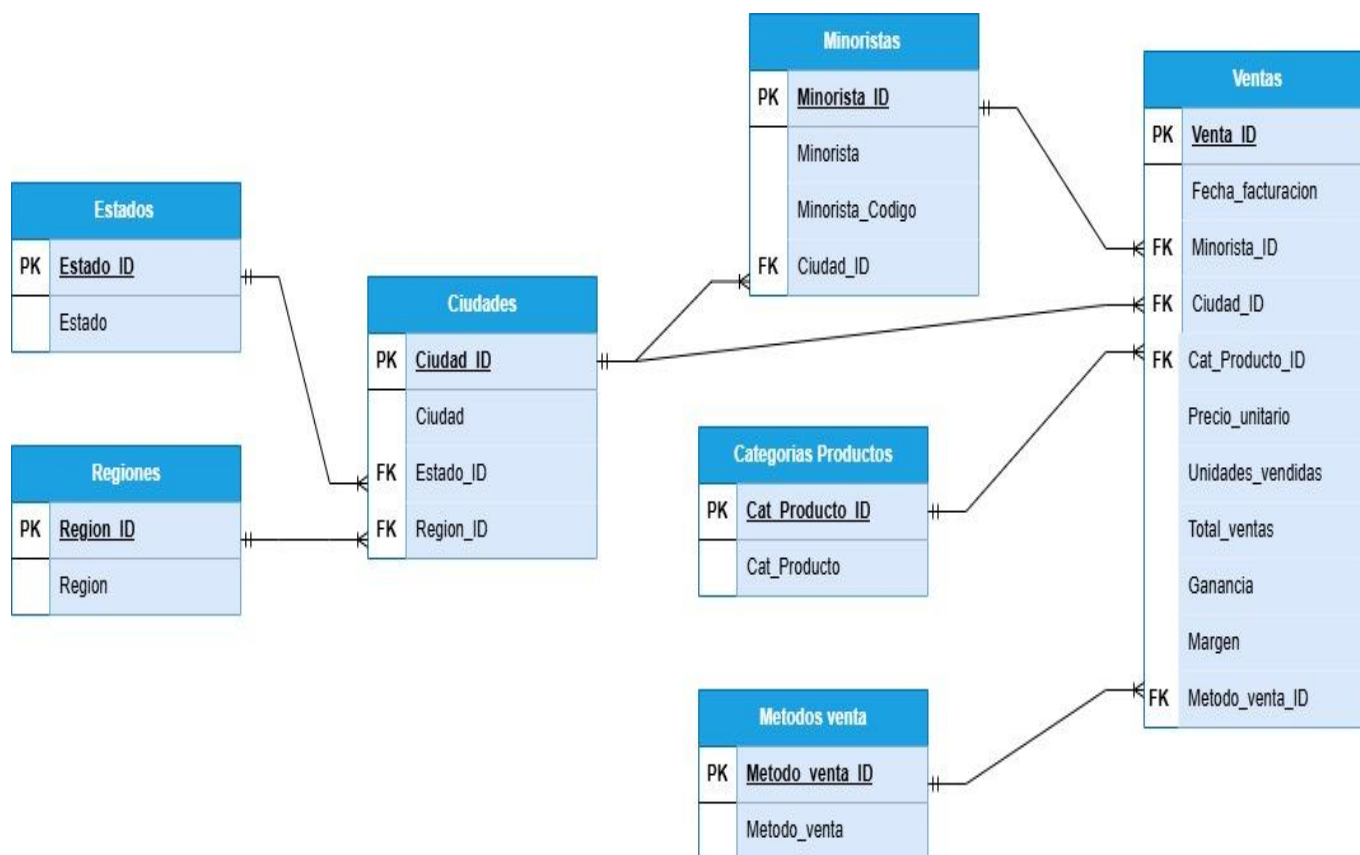 Minoristas
PK Minorista_ID
Minorista
Minorista_Codigo
FK Ciudad_ID
Ventas
PK Venta_ID
Fecha_facturacion
FK Minorista_ID
FK Ciudad_ID
FK Cat_Producto_ID
Precio_unitario
Unidades_vendidas
Total_ventas
Ganancia
Margen
FK Metodo_venta_ID
Estados
PK Estado_ID
Estado
Ciudades
PK Ciudad_ID
Ciudad
FK Estado_ID
FK Region_ID
Regiones
PK Region_ID
Region
Categorias Productos
PK Cat_Producto_ID
Cat_Producto
Metodos venta
PK Metodo_venta_ID
Metodo_venta